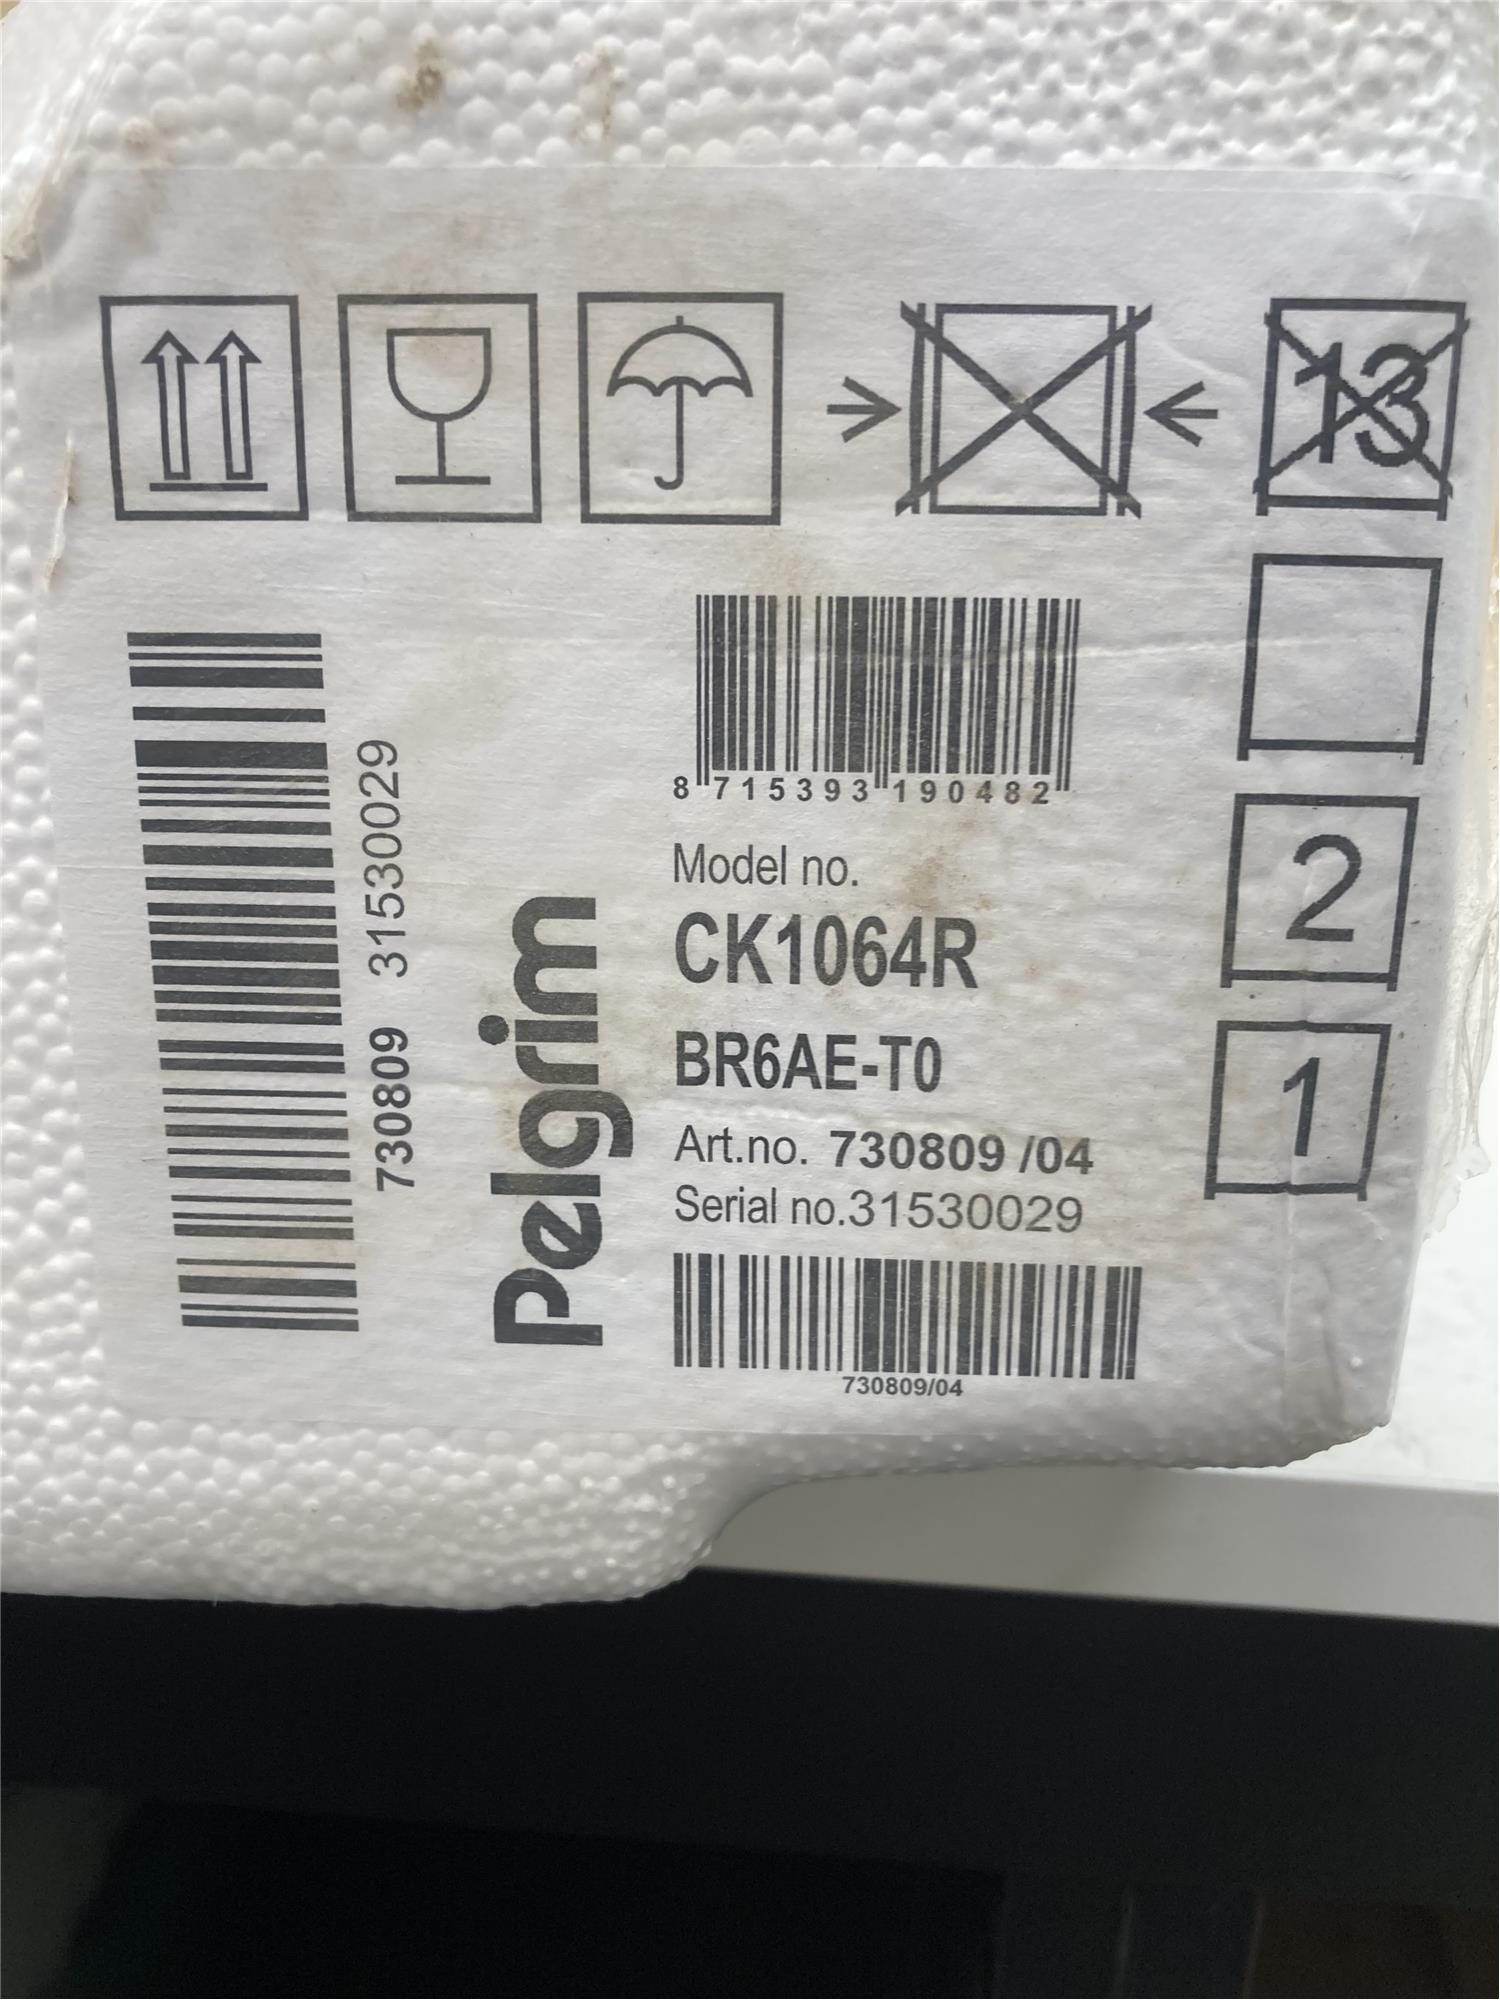 13
2
1
8 715393 190482
Model no.
CK1064R
BR6AE-T0
Art.no. 730809 /04
Serial no.31530029
730809/04
Pelgrim
730809 31530029